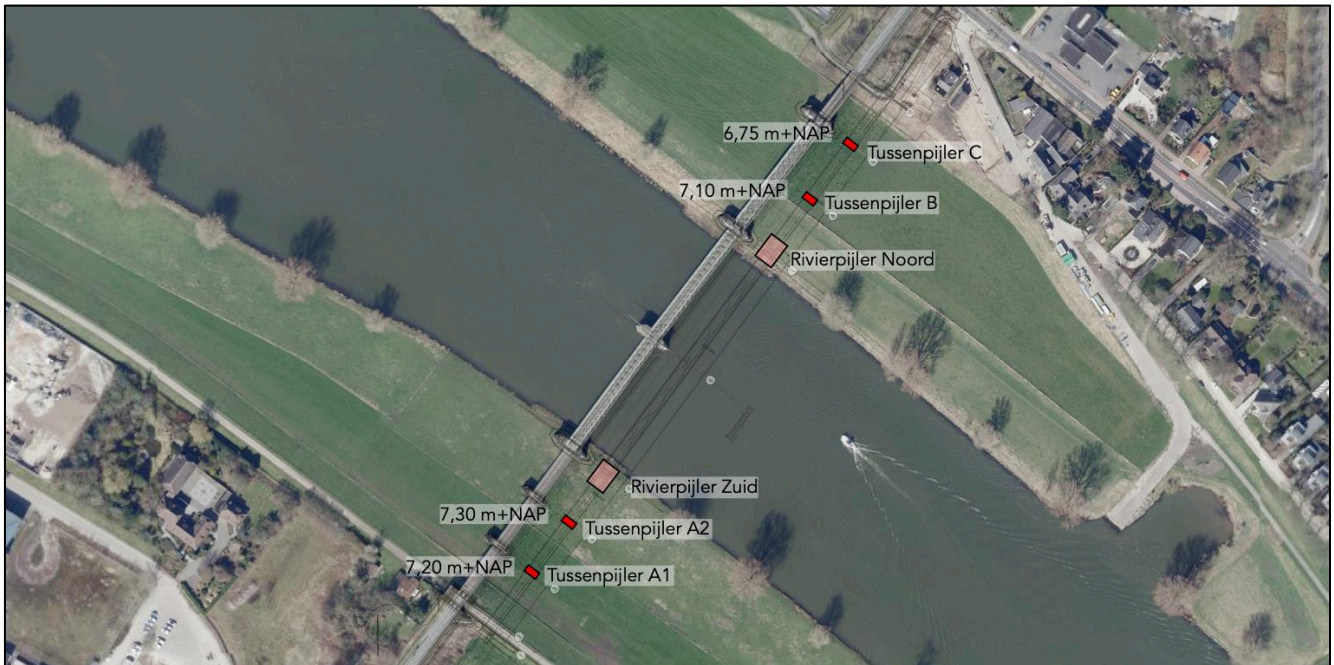 6,75 m+NAP
Tussenpijler C
7,10 m+NAP
Tussenpijler B
Rivierpijler Noord
Rivierpijler Zuid
7,30 m+NAP
Tussenpijler A2
7,20 m+NAP
Tussenpijler A1